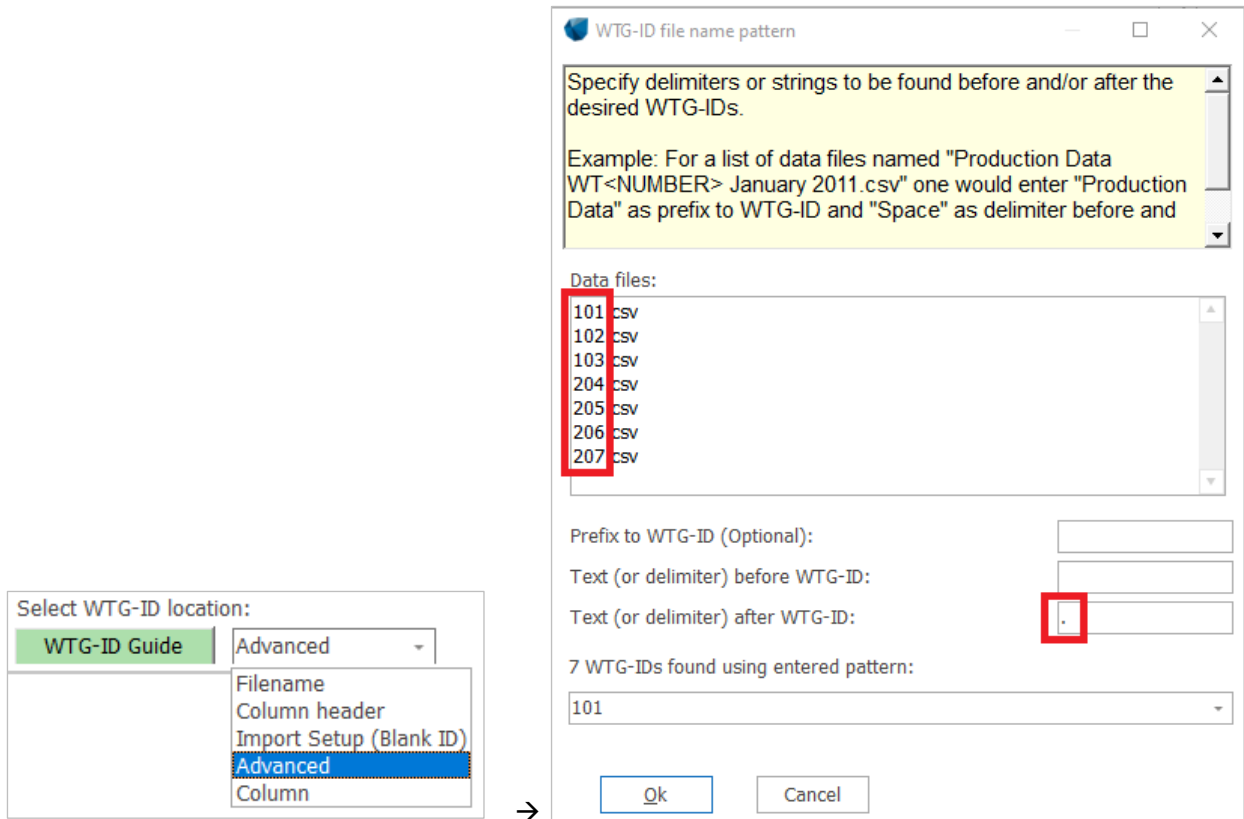 WTG-ID file name pattern
Specify delimiters or strings to be found before and/or after the
desired WTG-IDs.
Example: For a list of data files named "Production Data
WT<NUMBER> January 2011.csv" one would enter "Production
Data" as prefix to WTG-ID and "Space" as delimiter before and
Data files:
101.csv
102.csv
103.csv
204.csv
205.csv
206.csv
207.csv
Prefix to WTG-ID (Optional):
Text (or delimiter) before WTG-ID:
Text (or delimiter) after WTG-ID: .
7 WTG-IDs found using entered pattern:
101
Ok Cancel
Select WTG-ID location:
WTG-ID Guide Advanced
Filename
Column header
Import Setup (Blank ID)
Advanced
Column
→